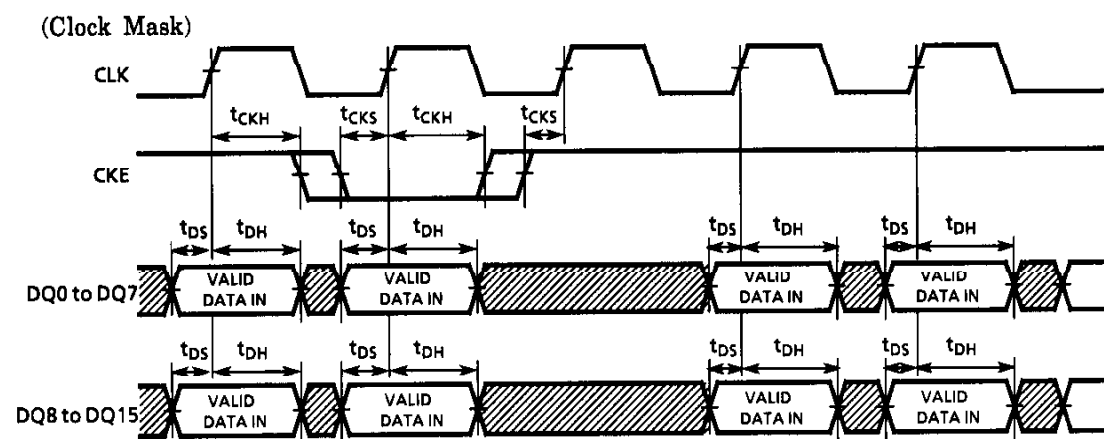 (Clock Mask)
CLK
tCKH tCKS tCKH tCKS
CKE
tDS tDH tDS tDH tDS tDH tDS tDH
DQ0 to DQ7
VALID DATA IN
VALID DATA IN
VALID DATA IN
VALID DATA IN
tDS tDH tDS tDH tDS tDH tDS tDH
DQ8 to DQ15
VALID DATA IN
VALID DATA IN
VALID DATA IN
VALID DATA IN